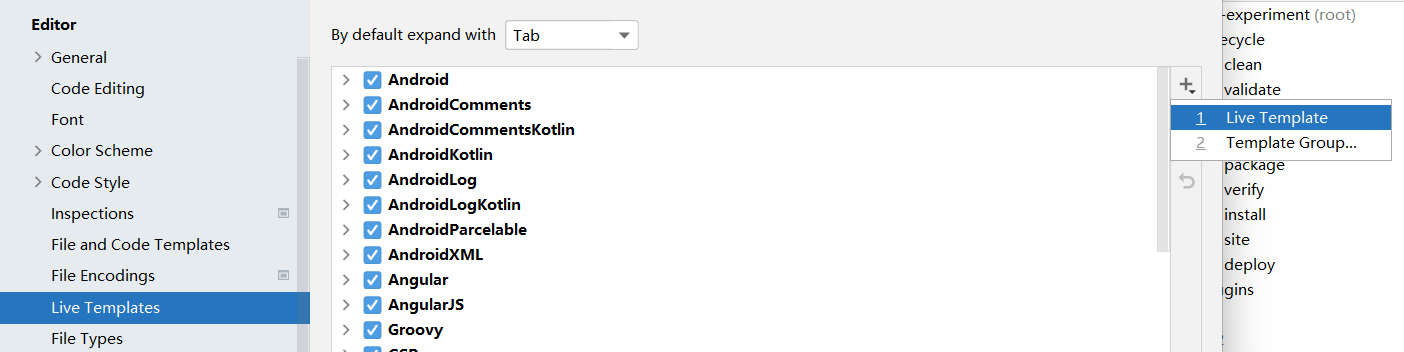 Editor
General
Code Editing
Font
Color Scheme
Code Style
Inspections
File and Code Templates
File Encodings
Live Templates
File Types
By default expand with Tab
Android
AndroidComments
AndroidCommentsKotlin
AndroidKotlin
AndroidLog
AndroidLogKotlin
AndroidParcelable
AndroidXML
Angular
AngularJS
Groovy
1 Live Template
2 Template Group...
-experiment (root)
ecycle
clean
validate
package
verify
install
site
deploy
gins